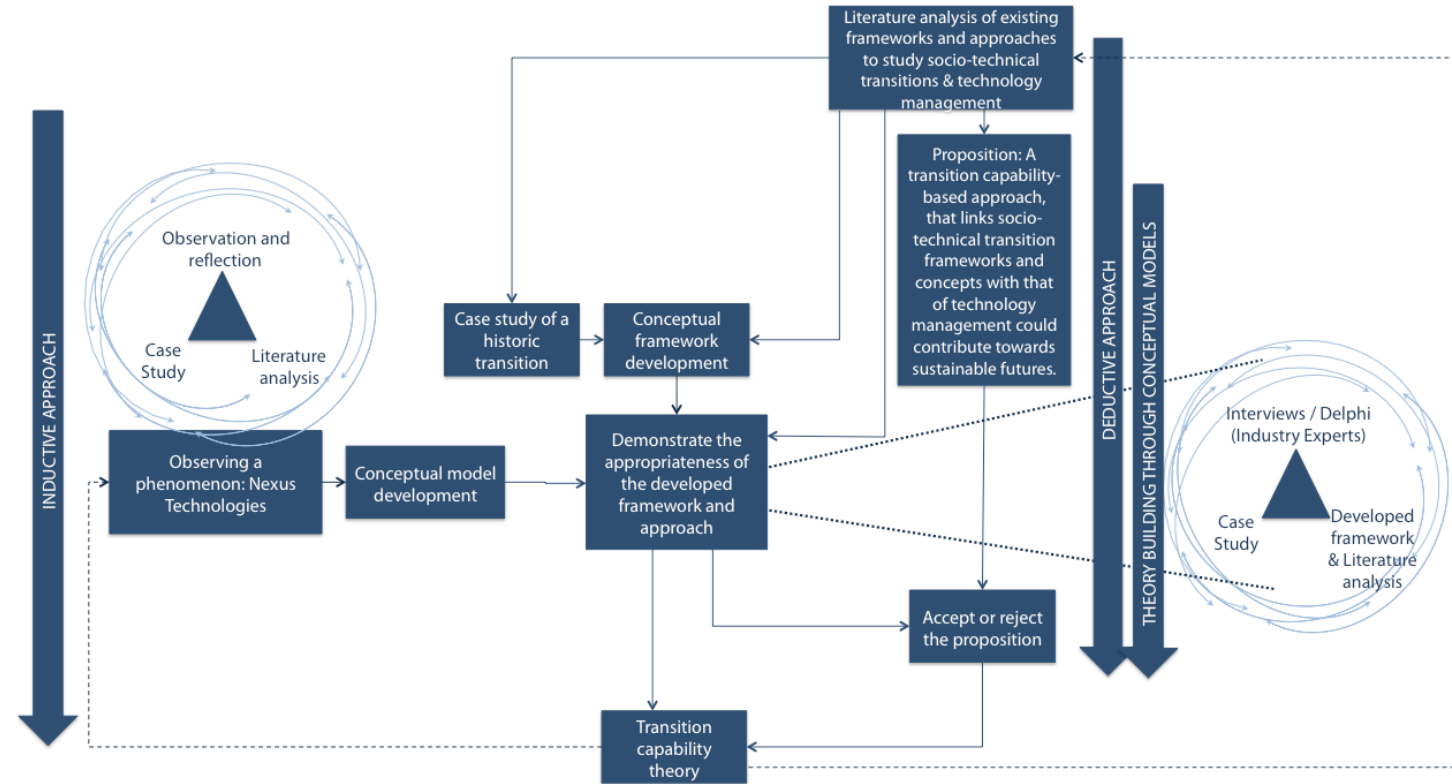 Literature analysis of existing
frameworks and approaches
to study socio-technical
transitions & technology
management
INDUCTIVE APPROACH
Observation and
reflection
Case
Study
Literature
analysis
Proposition: A
transition capability-
based approach,
that links socio-
technical transition
frameworks and
concepts with that
of technology
management could
contribute towards
sustainable futures.
DEDUCTIVE APPROACH
THEORY BUILDING THROUGH CONCEPTUAL MODELS
Case study of a
historic
transition
Conceptual
framework
development
Interviews / Delphi
(Industry Experts)
Case
Study
Developed
framework
& Literature
analysis
Observing a
phenomenon: Nexus
Technologies
Conceptual model
development
Demonstrate the
appropriateness of
the developed
framework and
approach
Accept or reject
the proposition
Transition
capability
theory